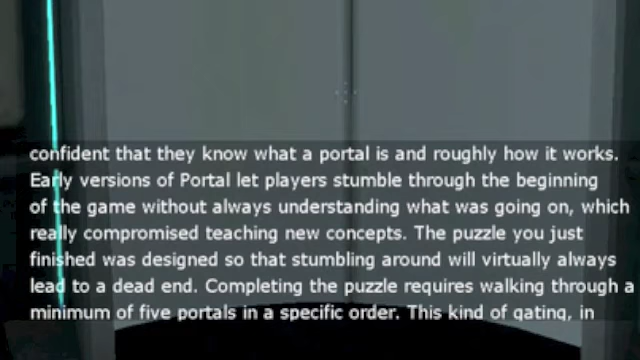 confident that they know what a portal is and roughly how it works.
Early versions of Portal let players stumble through the beginning
of the game without always understanding what was going on, which
really compromised teaching new concepts. The puzzle you just
finished was designed so that stumbling around will virtually always
lead to a dead end. Completing the puzzle requires walking through a
minimum of five portals in a specific order. This kind of gating, in